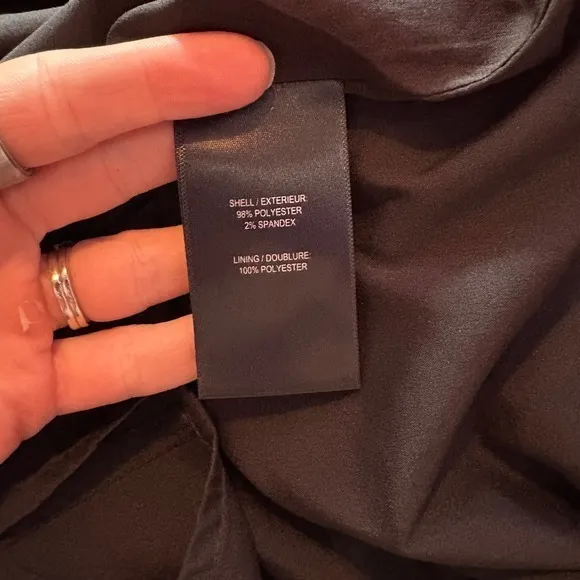 SHELL / EXTERIEUR:
98% POLYESTER
2% SPANDEX
LINING / DOUBLURE:
100% POLYESTER